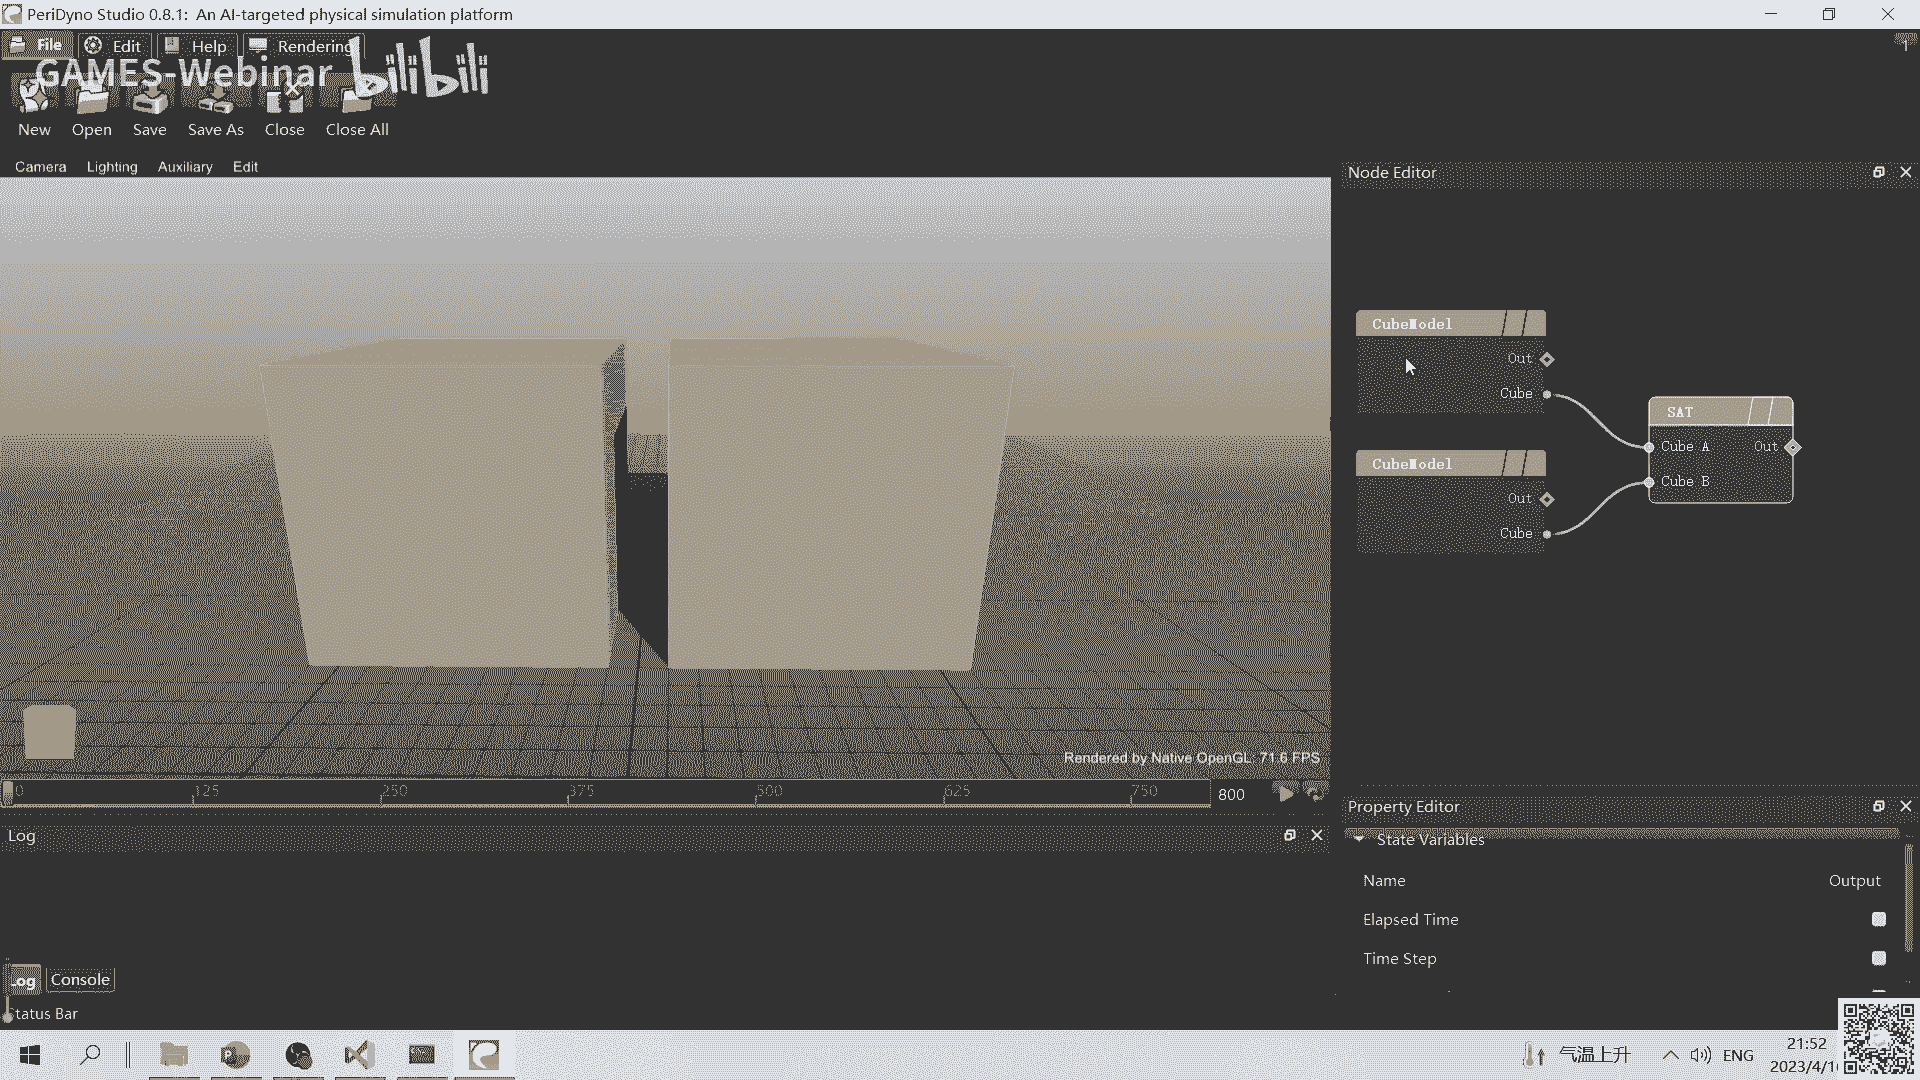 PeriDyno Studio 0.8.1: An AI-targeted physical simulation platform
File Edit Help Rendering
GAMES-Webinar bilibili
New Open Save Save As Close Close All
Camera Lighting Auxiliary Edit
Node Editor
CubeModel
Out
Cube
CubeModel
Out
Cube
SAT
Cube A Out
Cube B
Rendered by Native OpenGL: 71.6 FPS
0 125 250 375 500 625 750 800
Log
Console
Status Bar
Property Editor
State Variables
Name Output
Elapsed Time
Time Step
气温上升 ENG
21:52